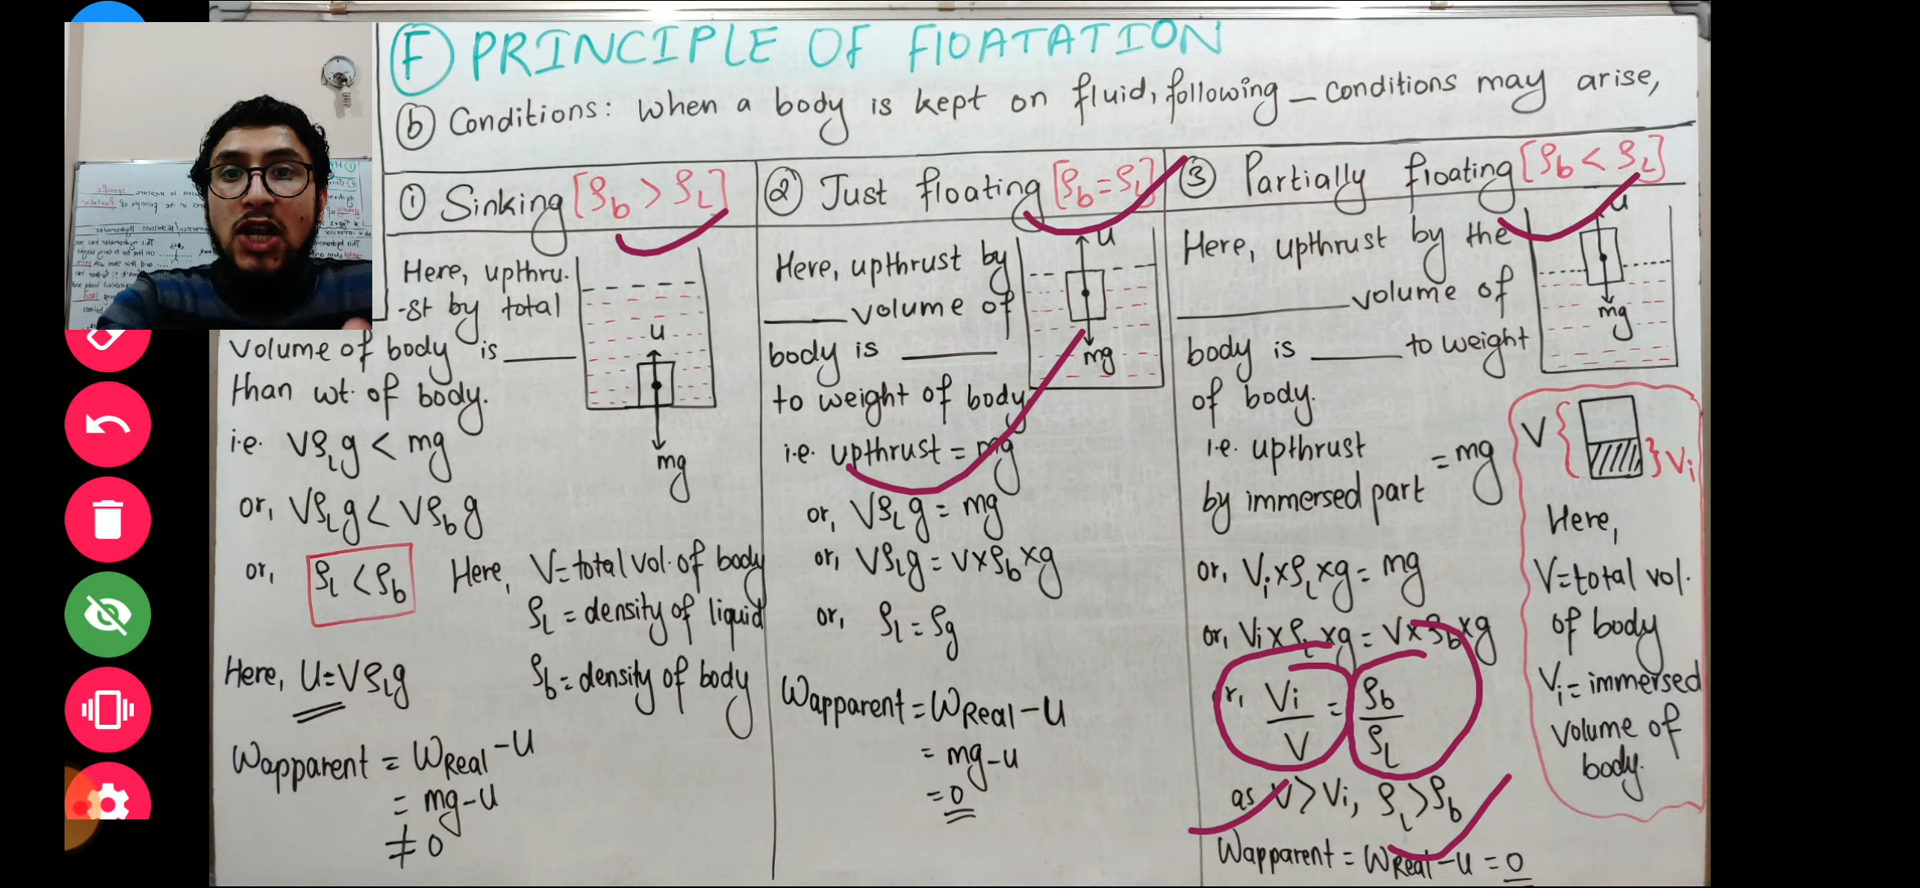 Ⓕ PRINCIPLE OF FlOATATION
ⓑ Conditions: when a body is kept on fluid, following – conditions may arise,
① Sinking [ρb > ρL]
Here, upthru-
-st by total
volume of body is ____
than wt. of body.
i.e. VρLg < mg
or, VρLg < Vρbg
or, ρL < ρb
Here, V = total vol. of body
ρL = density of liquid
ρb = density of body
Here, U = VρLg
Wapparent = WReal - U
= mg - U
≠ 0
u
mg
② Just floating [ρb = ρL]
Here, upthrust by
____ volume of
body is ____
to weight of body
i.e. upthrust = mg
or, VρLg = mg
or, VρLg = V×ρb×g
or, ρL = ρg
Wapparent = WReal - U
= mg - u
= 0
u
mg
③ Partially floating [ρb < ρL]
Here, upthrust by the
____ volume of
body is ____ to weight
of body.
i.e. upthrust
by immersed part = mg
or, Vi×ρL×g = mg
or, Vi×ρL×g = V×ρb×g
or, Vi/V = ρb/ρL
as V > Vi, ρL > ρb
Wapparent = WReal - U = 0
u
mg
V { } Vi
Here,
V = total vol.
of body
Vi = immersed
volume of
body.